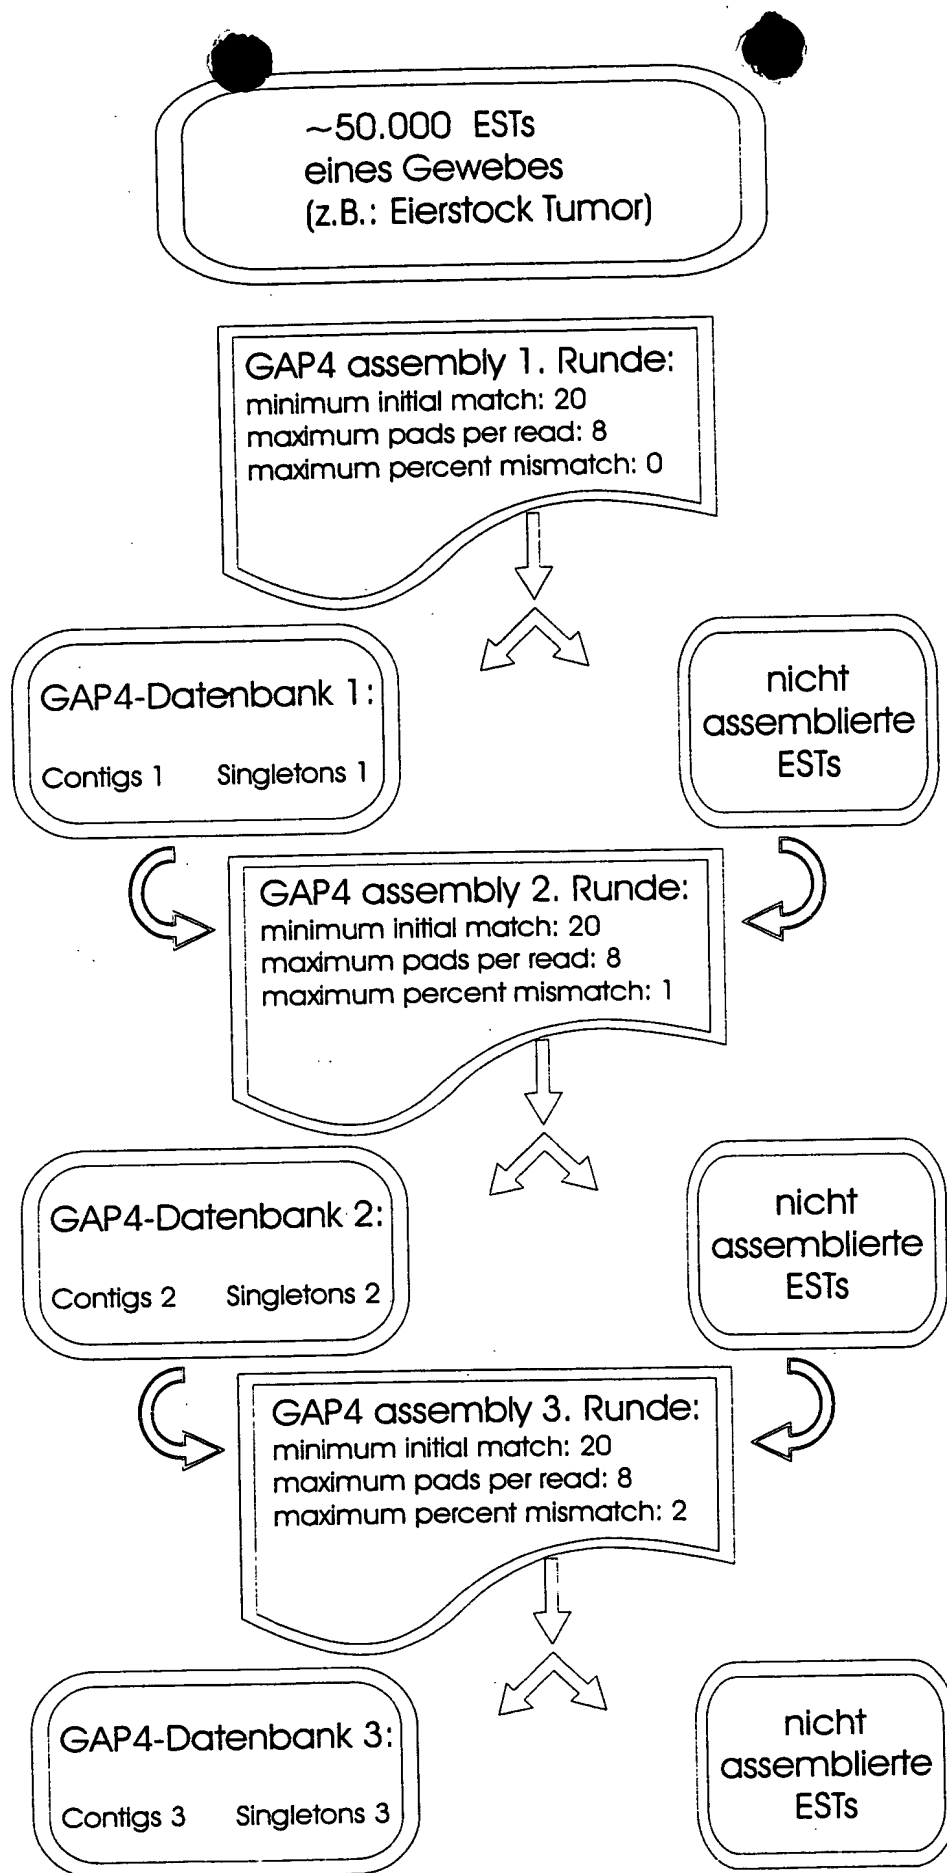 ~50.000 ESTs
eines Gewebes
(z.B.: Eierstock Tumor)
GAP4 assembly 1. Runde:
minimum initial match: 20
maximum pads per read: 8
maximum percent mismatch: 0
GAP4-Datenbank 1:
Contigs 1 Singletons 1
nicht
assemblierte
ESTs
GAP4 assembly 2. Runde:
minimum initial match: 20
maximum pads per read: 8
maximum percent mismatch: 1
GAP4-Datenbank 2:
Contigs 2 Singletons 2
nicht
assemblierte
ESTs
GAP4 assembly 3. Runde:
minimum initial match: 20
maximum pads per read: 8
maximum percent mismatch: 2
GAP4-Datenbank 3:
Contigs 3 Singletons 3
nicht
assemblierte
ESTs